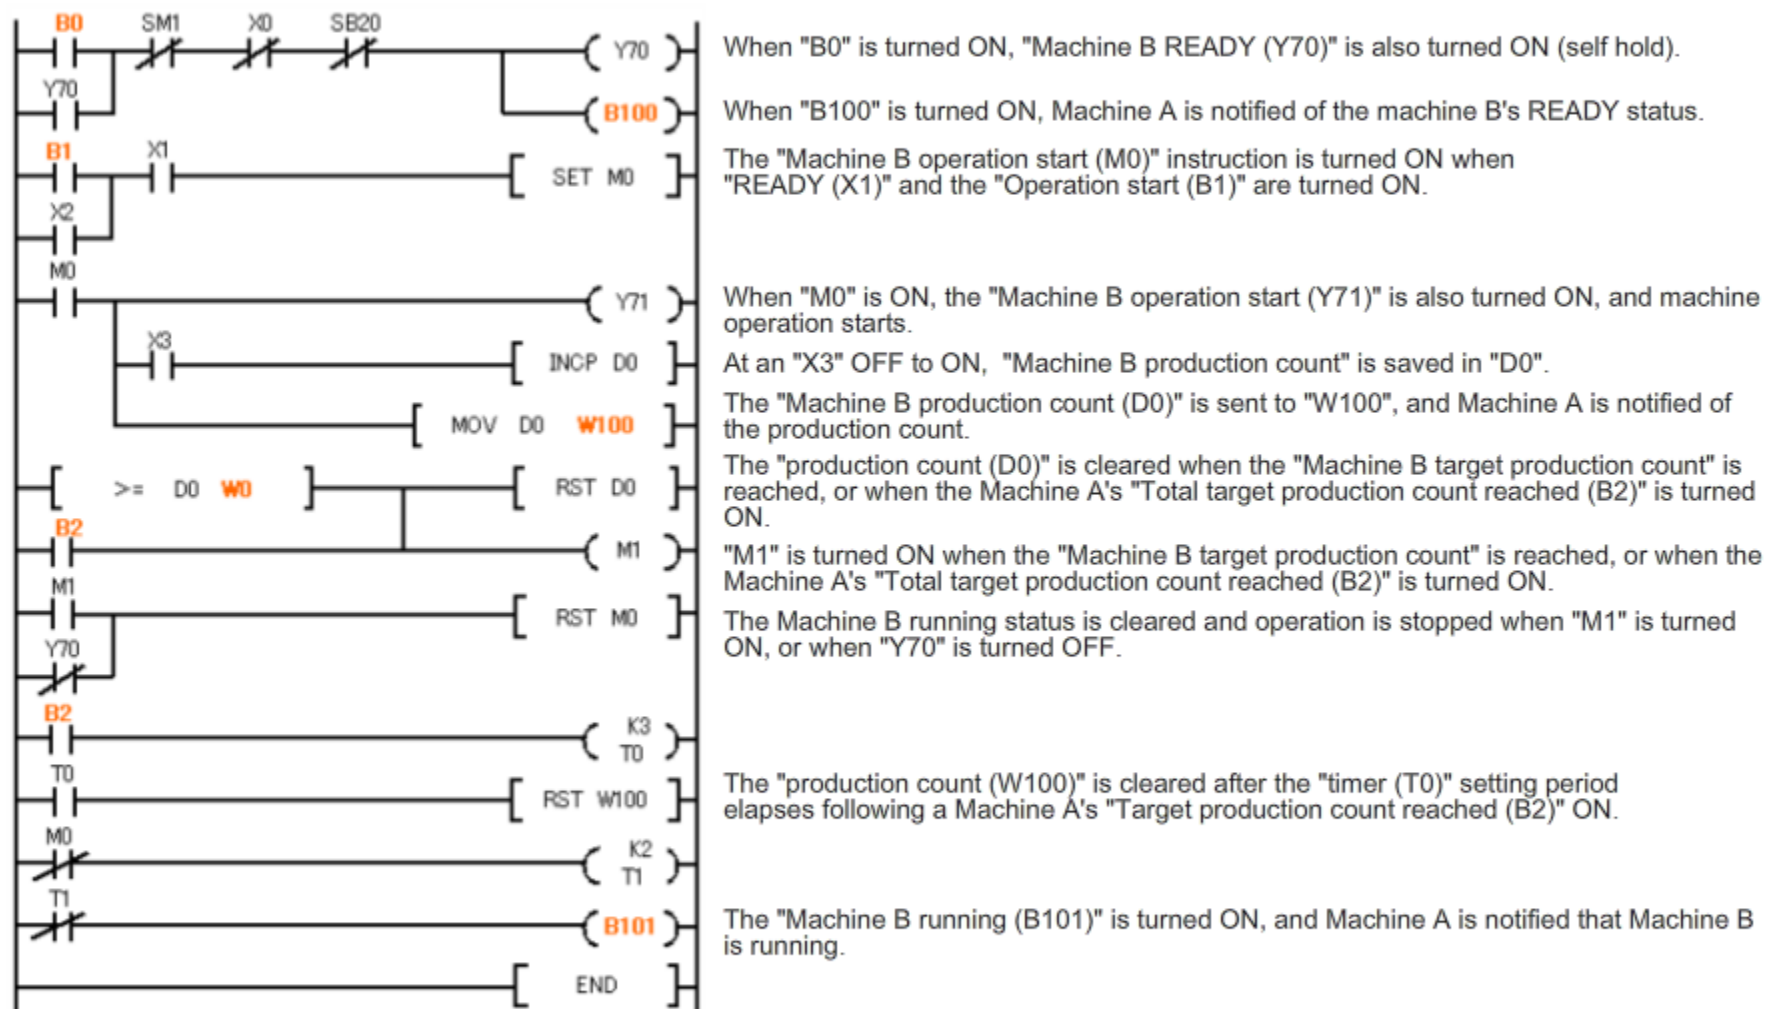 B0 SM1 X0 SB20
Y70 When "B0" is turned ON, "Machine B READY (Y70)" is also turned ON (self hold).
Y70
B100 When "B100" is turned ON, Machine A is notified of the machine B's READY status.
B1 X1
SET M0 The "Machine B operation start (M0)" instruction is turned ON when
"READY (X1)" and the "Operation start (B1)" are turned ON.
X2
M0
Y71 When "M0" is ON, the "Machine B operation start (Y71)" is also turned ON, and machine
operation starts.
X3
INCP D0 At an "X3" OFF to ON, "Machine B production count" is saved in "D0".
MOV D0 W100 The "Machine B production count (D0)" is sent to "W100", and Machine A is notified of
the production count.
>= D0 W0 RST D0 The "production count (D0)" is cleared when the "Machine B target production count" is
reached, or when the Machine A's "Total target production count reached (B2)" is turned
ON.
B2
M1 "M1" is turned ON when the "Machine B target production count" is reached, or when the
Machine A's "Total target production count reached (B2)" is turned ON.
M1
RST M0 The Machine B running status is cleared and operation is stopped when "M1" is turned
ON, or when "Y70" is turned OFF.
Y70
B2
K3
T0
T0
RST W100 The "production count (W100)" is cleared after the "timer (T0)" setting period
elapses following a Machine A's "Target production count reached (B2)" ON.
M0
K2
T1
T1
B101 The "Machine B running (B101)" is turned ON, and Machine A is notified that Machine B
is running.
END